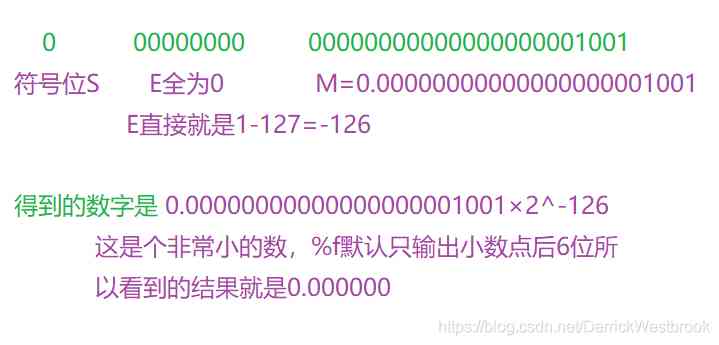 0 00000000 00000000000000000001001
符号位S E全为0 M=0.00000000000000000001001
E直接就是1-127=-126
得到的数字是 0.00000000000000000001001×2^-126
这是个非常小的数，%f默认只输出小数点后6位所
以看到的结果就是0.000000
https://blog.csdn.net/DarrickWestbrook